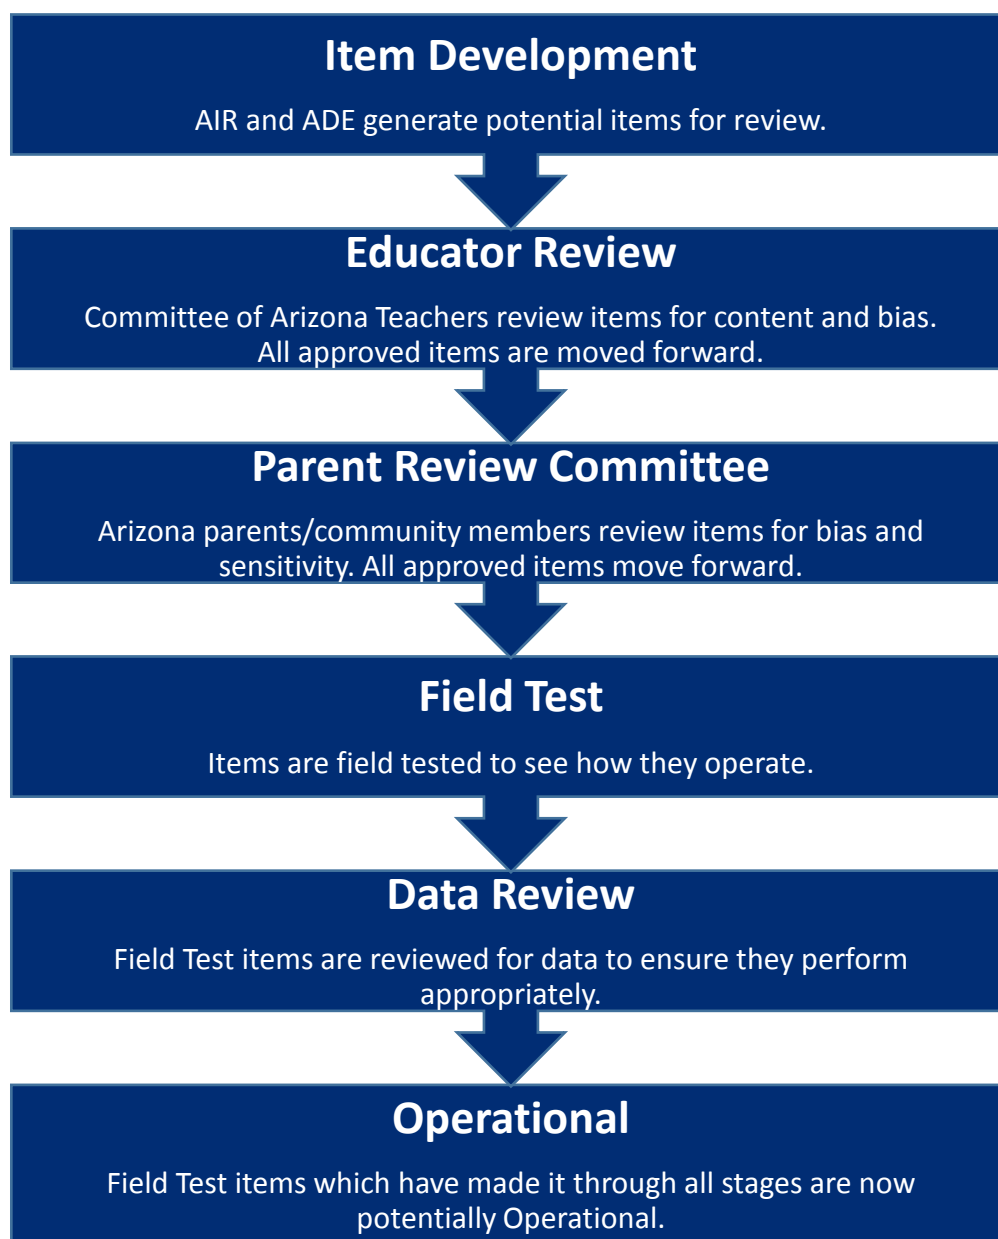 Item Development
AIR and ADE generate potential items for review.
Educator Review
Committee of Arizona Teachers review items for content and bias.
All approved items are moved forward.
Parent Review Committee
Arizona parents/community members review items for bias and
sensitivity. All approved items move forward.
Field Test
Items are field tested to see how they operate.
Data Review
Field Test items are reviewed for data to ensure they perform
appropriately.
Operational
Field Test items which have made it through all stages are now
potentially Operational.